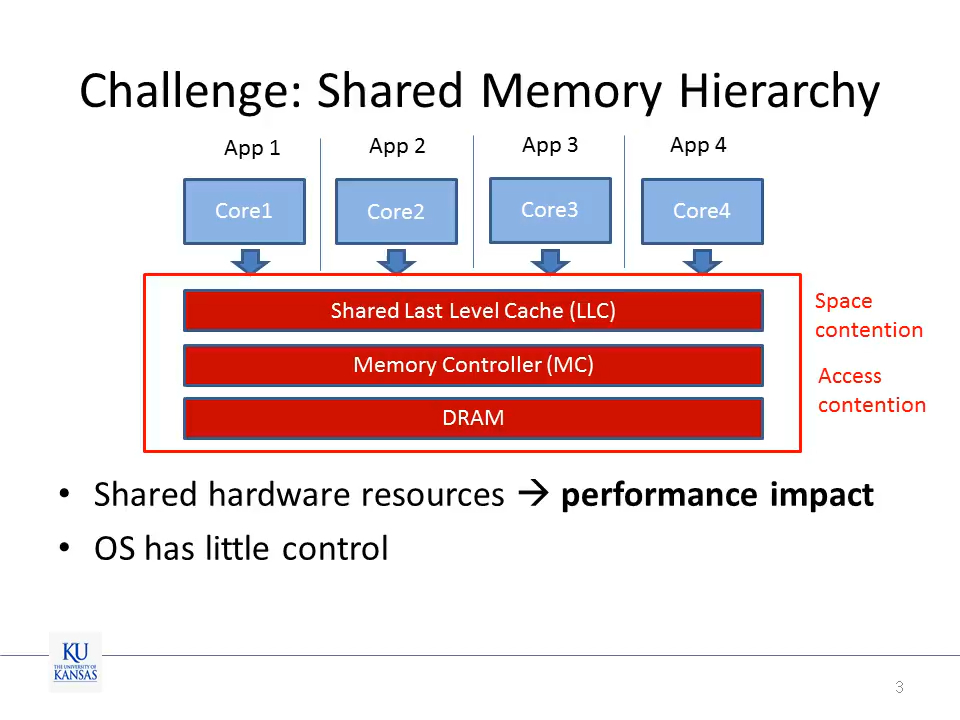 Challenge: Shared Memory Hierarchy
App 1
App 2
App 3
App 4
Core1
Core2
Core3
Core4
Shared Last Level Cache (LLC)
Memory Controller (MC)
DRAM
Space
contention
Access
contention
• Shared hardware resources → performance impact
• OS has little control
KU
THE UNIVERSITY OF
KANSAS
3